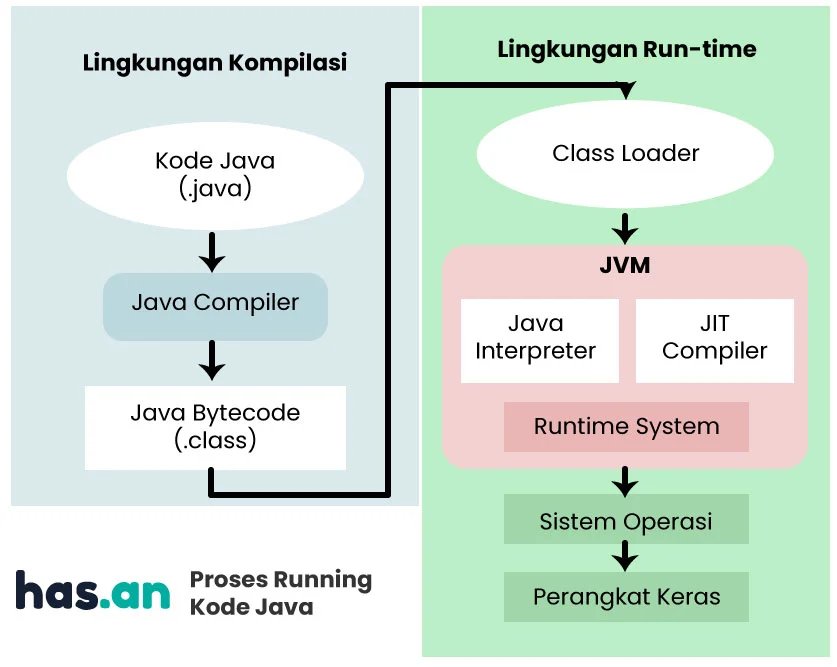 Lingkungan Kompilasi
Kode Java
(.java)
Java Compiler
Java Bytecode
(.class)
Lingkungan Run-time
Class Loader
JVM
Java
Interpreter
JIT
Compiler
Runtime System
Sistem Operasi
Perangkat Keras
has.an
Proses Running
Kode Java